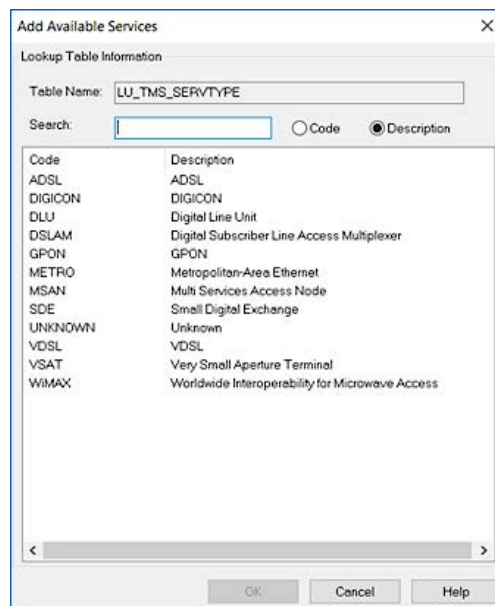 Add Available Services
Lookup Table Information
Table Name: LU_TMS_SERVTYPE
Search: Code Description
Code Description
ADSL ADSL
DIGICON DIGICON
DLU Digital Line Unit
DSLAM Digital Subscriber Line Access Multiplexer
GPON GPON
METRO Metropolitan-Area Ethernet
MSAN Multi Services Access Node
SDE Small Digital Exchange
UNKNOWN Unknown
VDSL VDSL
VSAT Very Small Aperture Terminal
WiMAX Worldwide Interoperability for Microwave Access
OK Cancel Help